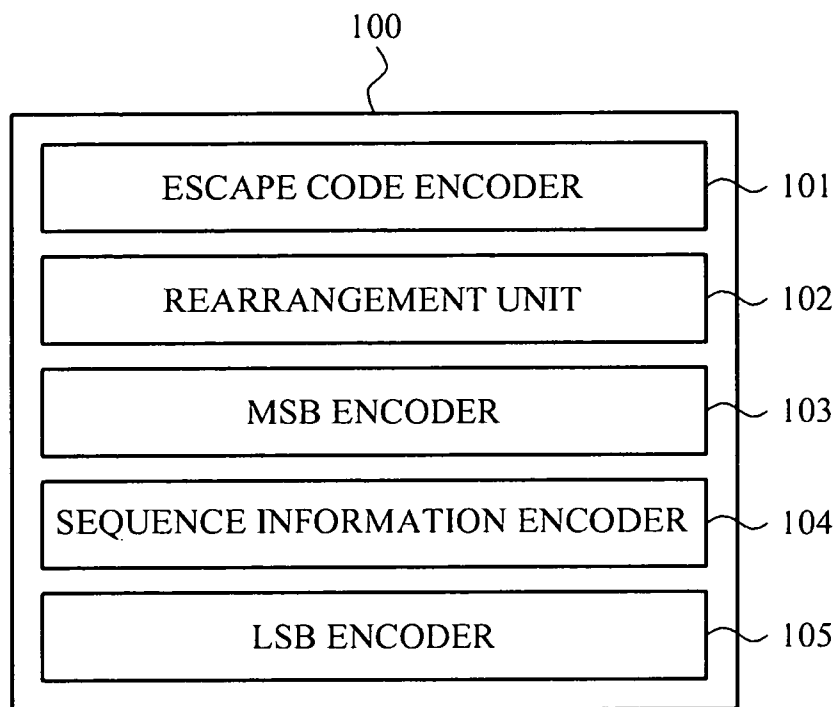 100
ESCAPE CODE ENCODER 101
REARRANGEMENT UNIT 102
MSB ENCODER 103
SEQUENCE INFORMATION ENCODER 104
LSB ENCODER 105